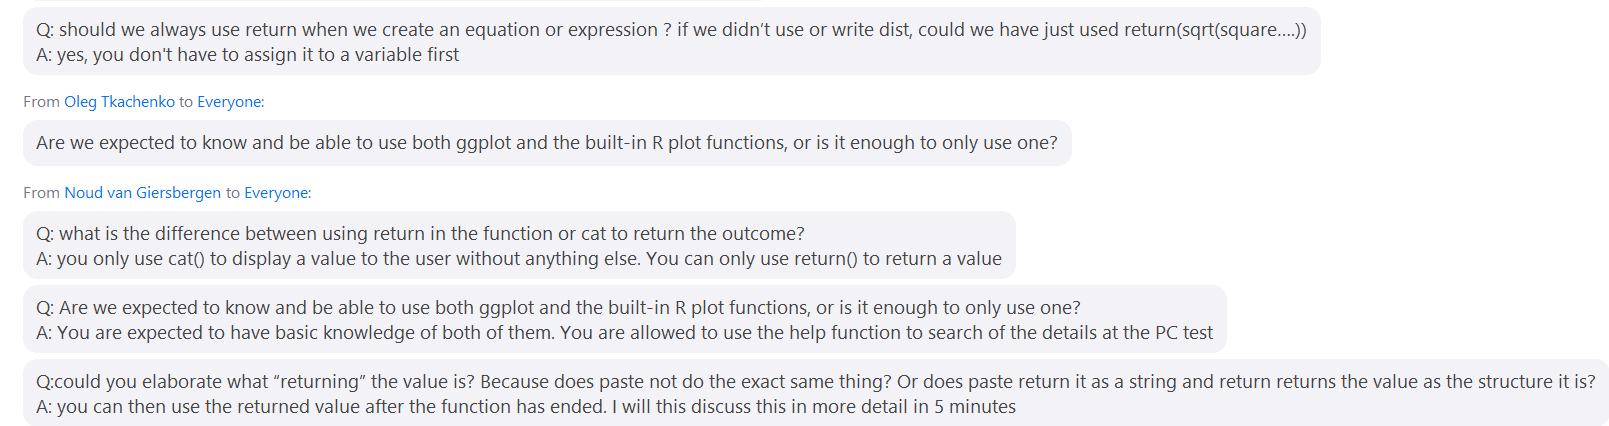 Q: should we always use return when we create an equation or expression ? if we didn’t use or write dist, could we have just used return(sqrt(square....))
A: yes, you don't have to assign it to a variable first
From Oleg Tkachenko to Everyone:
Are we expected to know and be able to use both ggplot and the built-in R plot functions, or is it enough to only use one?
From Noud van Giersbergen to Everyone:
Q: what is the difference between using return in the function or cat to return the outcome?
A: you only use cat() to display a value to the user without anything else. You can only use return() to return a value
Q: Are we expected to know and be able to use both ggplot and the built-in R plot functions, or is it enough to only use one?
A: You are expected to have basic knowledge of both of them. You are allowed to use the help function to search of the details at the PC test
Q:could you elaborate what “returning” the value is? Because does paste not do the exact same thing? Or does paste return it as a string and return returns the value as the structure it is?
A: you can then use the returned value after the function has ended. I will this discuss this in more detail in 5 minutes